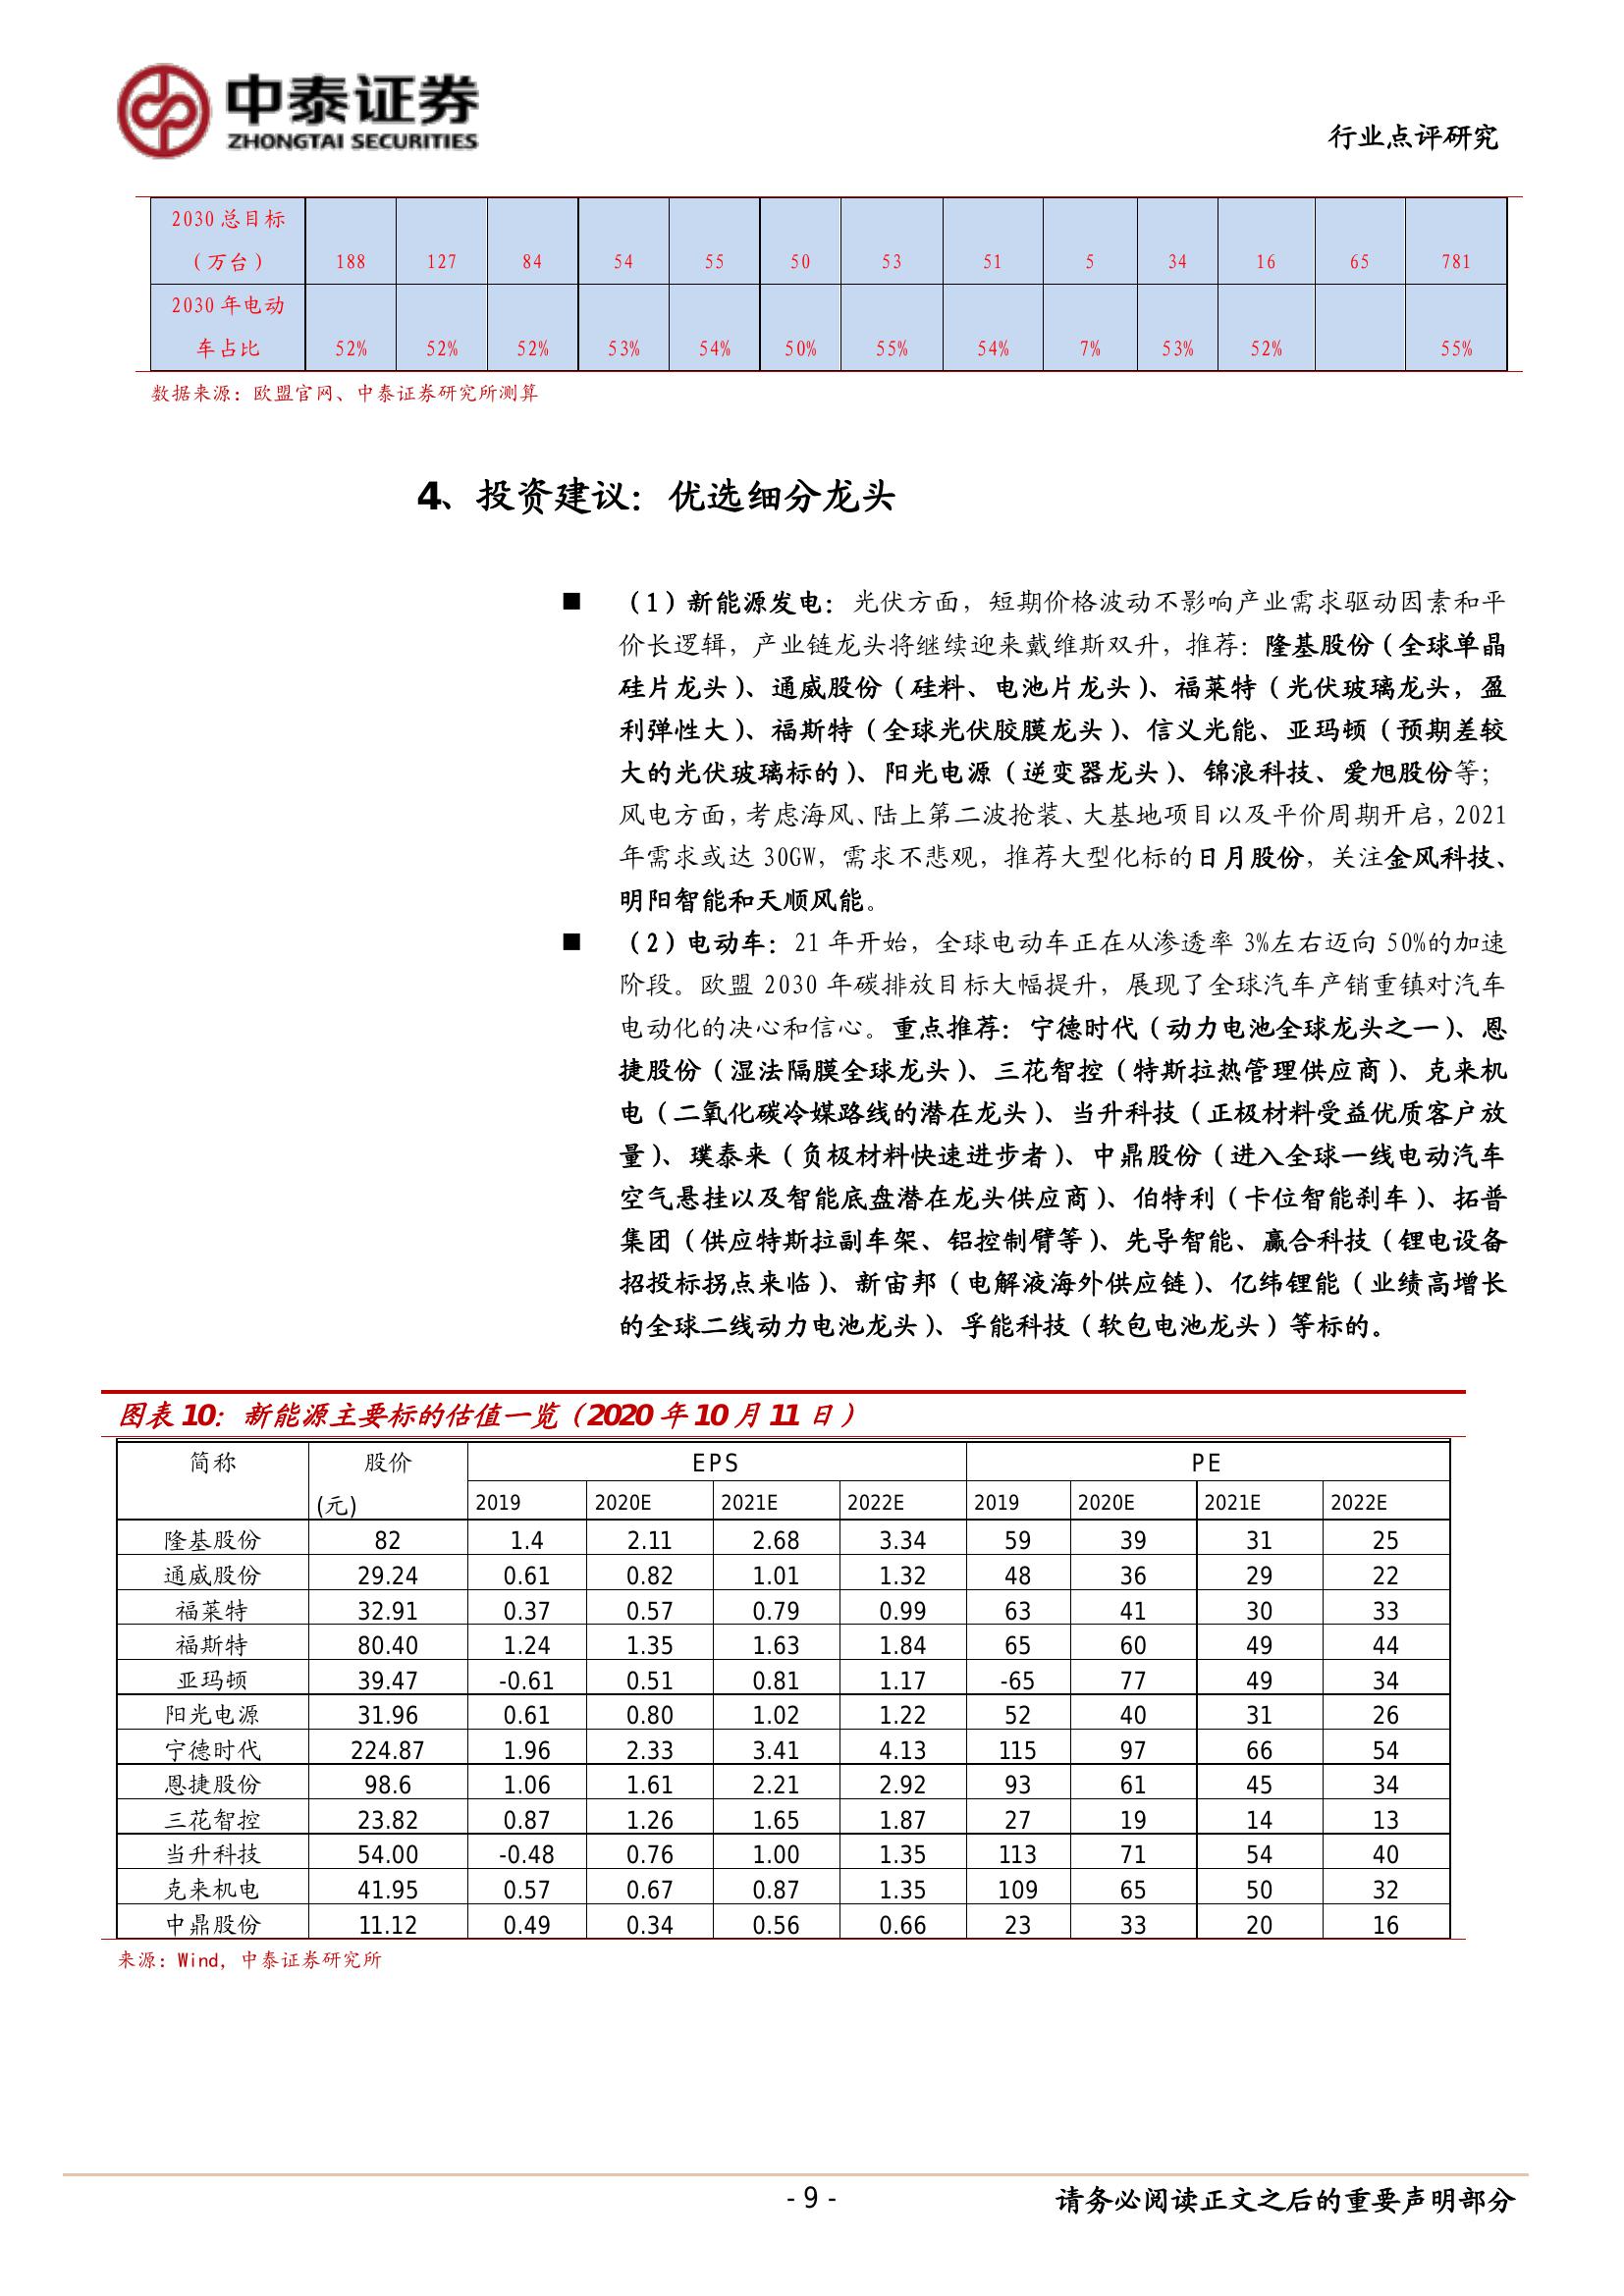 中泰证券
ZHONGTAI SECURITIES
行业点评研究
2030 总目标
（万台） 188 127 84 54 55 50 53 51 5 34 16 65 781
2030 年电动
车占比 52% 52% 52% 53% 54% 50% 55% 54% 7% 53% 52% 55%
数据来源：欧盟官网、中泰证券研究所测算
4、投资建议：优选细分龙头
■ （1）新能源发电：光伏方面，短期价格波动不影响产业需求驱动因素和平
价长逻辑，产业链龙头将继续迎来戴维斯双升，推荐：隆基股份（全球单晶
硅片龙头）、通威股份（硅料、电池片龙头）、福莱特（光伏玻璃龙头，盈
利弹性大）、福斯特（全球光伏胶膜龙头）、信义光能、亚玛顿（预期差较
大的光伏玻璃标的）、阳光电源（逆变器龙头）、锦浪科技、爱旭股份等；
风电方面，考虑海风、陆上第二波抢装、大基地项目以及平价周期开启，2021
年需求或达 30GW，需求不悲观，推荐大型化标的日月股份，关注金风科技、
明阳智能和天顺风能。
■ （2）电动车：21 年开始，全球电动车正在从渗透率 3%左右迈向 50%的加速
阶段。欧盟 2030 年碳排放目标大幅提升，展现了全球汽车产销重镇对汽车
电动化的决心和信心。重点推荐：宁德时代（动力电池全球龙头之一）、恩
捷股份（湿法隔膜全球龙头）、三花智控（特斯拉热管理供应商）、克来机
电（二氧化碳冷媒路线的潜在龙头）、当升科技（正极材料受益优质客户放
量）、璞泰来（负极材料快速进步者）、中鼎股份（进入全球一线电动汽车
空气悬挂以及智能底盘潜在龙头供应商）、伯特利（卡位智能刹车）、拓普
集团（供应特斯拉副车架、铝控制臂等）、先导智能、赢合科技（锂电设备
招投标拐点来临）、新宙邦（电解液海外供应链）、亿纬锂能（业绩高增长
的全球二线动力电池龙头）、孚能科技（软包电池龙头）等标的。
图表 10：新能源主要标的估值一览（2020 年 10 月 11 日）
简称 股价 EPS PE
(元) 2019 2020E 2021E 2022E 2019 2020E 2021E 2022E
隆基股份 82 1.4 2.11 2.68 3.34 59 39 31 25
通威股份 29.24 0.61 0.82 1.01 1.32 48 36 29 22
福莱特 32.91 0.37 0.57 0.79 0.99 63 41 30 33
福斯特 80.40 1.24 1.35 1.63 1.84 65 60 49 44
亚玛顿 39.47 -0.61 0.51 0.81 1.17 -65 77 49 34
阳光电源 31.96 0.61 0.80 1.02 1.22 52 40 31 26
宁德时代 224.87 1.96 2.33 3.41 4.13 115 97 66 54
恩捷股份 98.6 1.06 1.61 2.21 2.92 93 61 45 34
三花智控 23.82 0.87 1.26 1.65 1.87 27 19 14 13
当升科技 54.00 -0.48 0.76 1.00 1.35 113 71 54 40
克来机电 41.95 0.57 0.67 0.87 1.35 109 65 50 32
中鼎股份 11.12 0.49 0.34 0.56 0.66 23 33 20 16
来源：Wind，中泰证券研究所
- 9 -
请务必阅读正文之后的重要声明部分